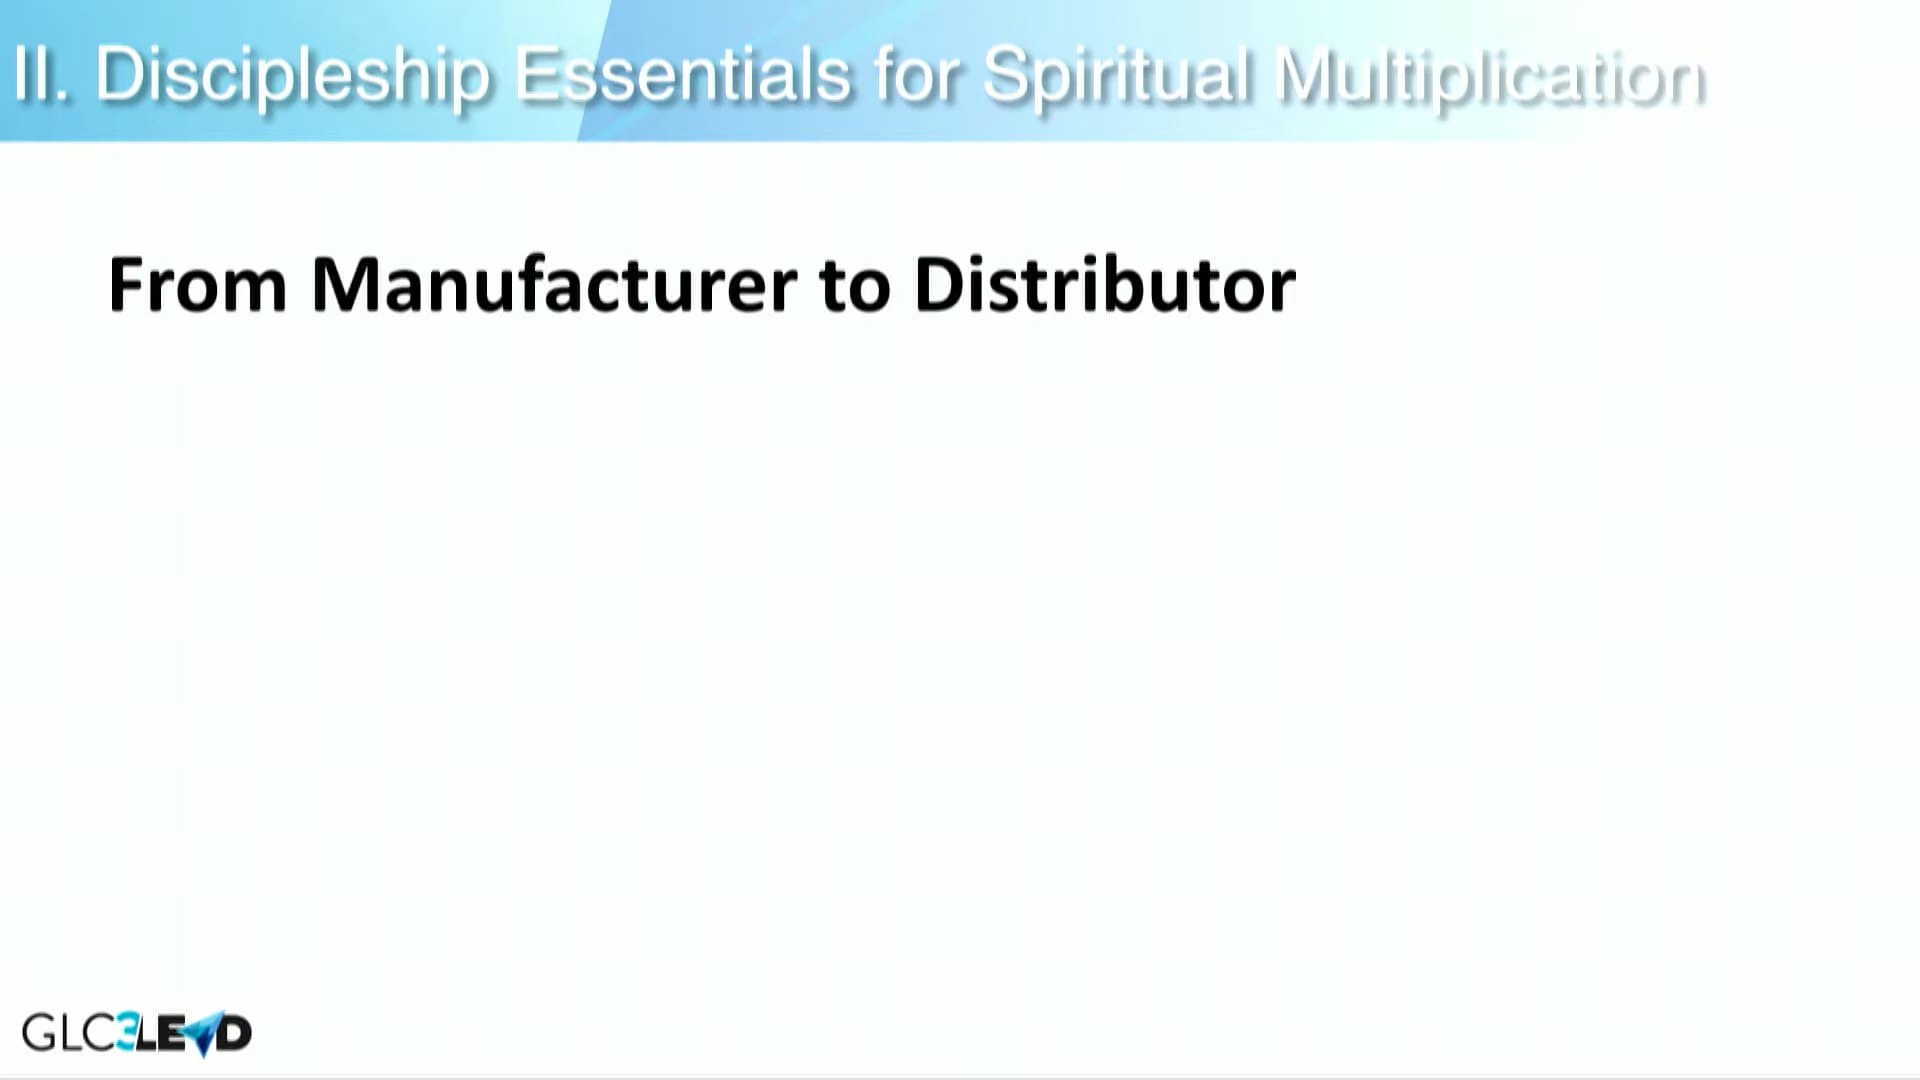 II. Discipleship Essentials for Spiritual Multiplication
From Manufacturer to Distributor
GLC3LEAD